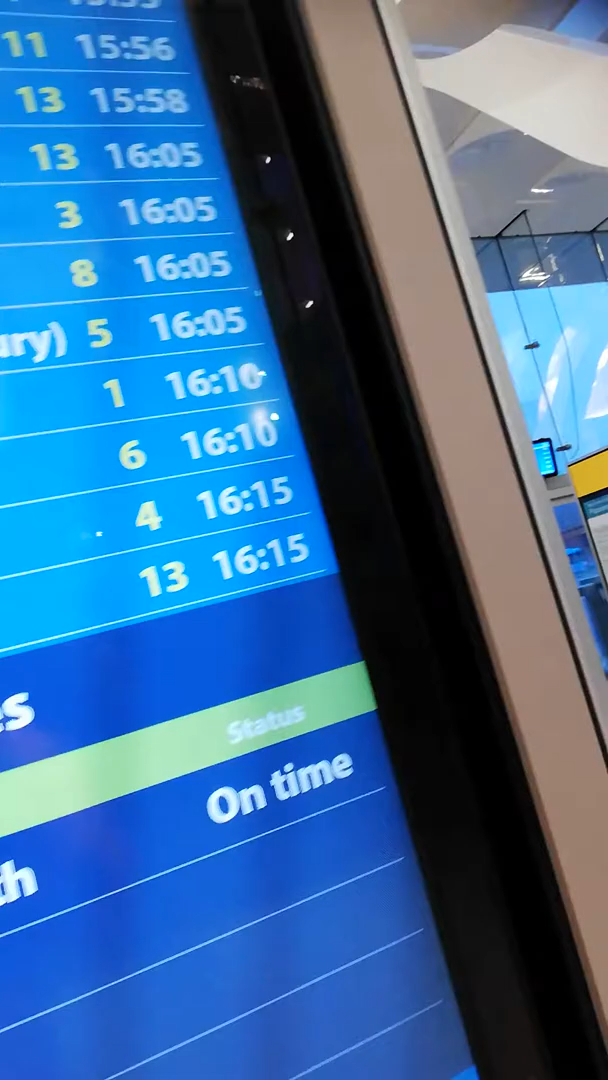 11 15:56
13 15:58
13 16:05
3 16:05
8 16:05
ury) 5 16:05
1 16:10
6 16:10
4 16:15
13 16:15
es
Status
On time
th